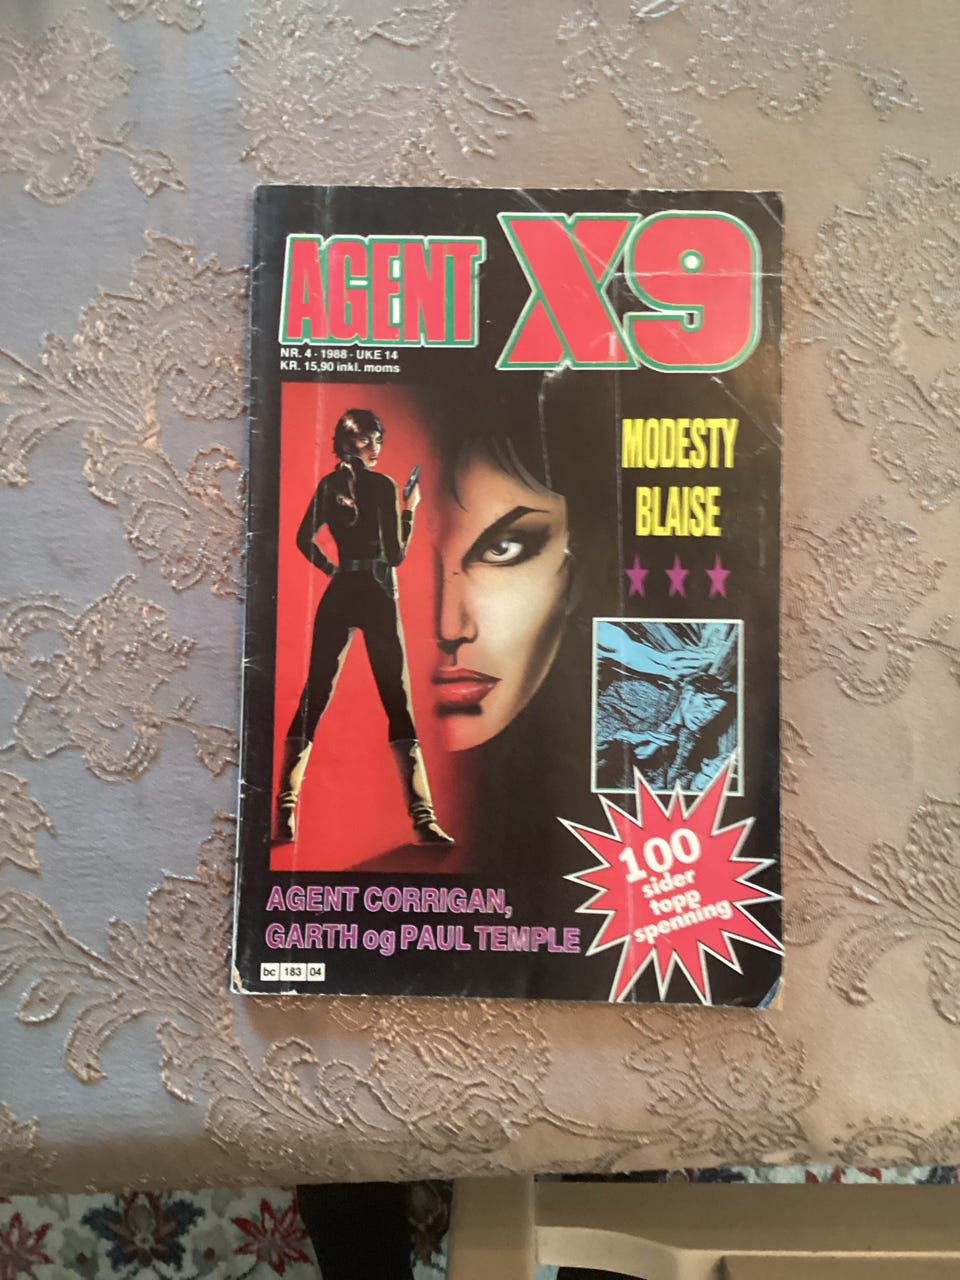 AGENT X9
NR. 4 - 1988 - UKE 14
KR. 15,90 inkl. moms
MODESTY
BLAISE
100
sider
topp
spenning
AGENT CORRIGAN,
GARTH og PAUL TEMPLE
bc 183 04